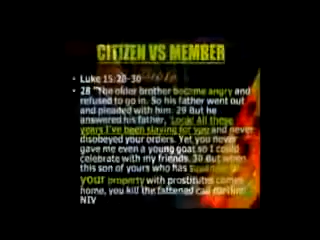 CITIZEN VS MEMBER
Luke 15:28-30
28 "The older brother became angry and
refused to go in. So his father went out
and pleaded with him. 29 But he
answered his father, 'Look! All these
years I've been slaving for you and never
disobeyed your orders. Yet you never
gave me even a young goat so I could
celebrate with my friends. 30 But when
this son of yours who has
your property with prostitutes comes
home, you kill the fattened calf
NIV